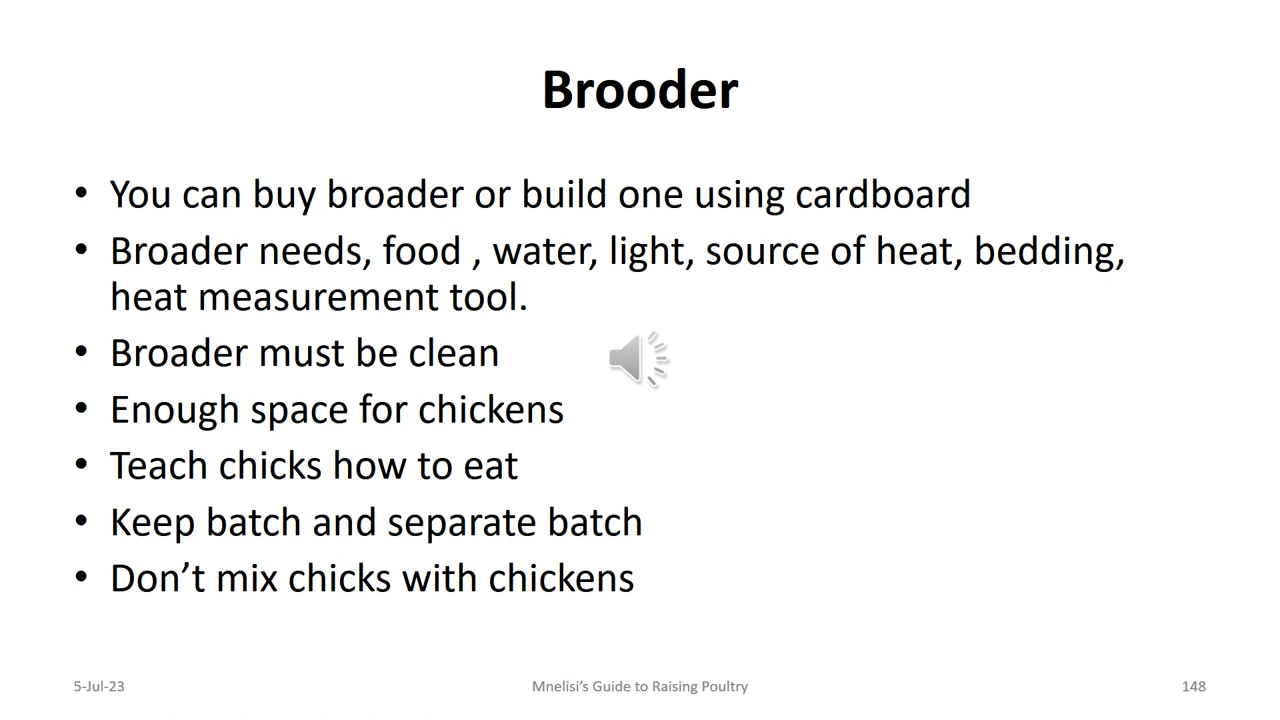 Brooder
• You can buy broader or build one using cardboard
• Broader needs, food , water, light, source of heat, bedding,
heat measurement tool.
• Broader must be clean
• Enough space for chickens
• Teach chicks how to eat
• Keep batch and separate batch
• Don’t mix chicks with chickens
5-Jul-23
Mnelisi’s Guide to Raising Poultry
148